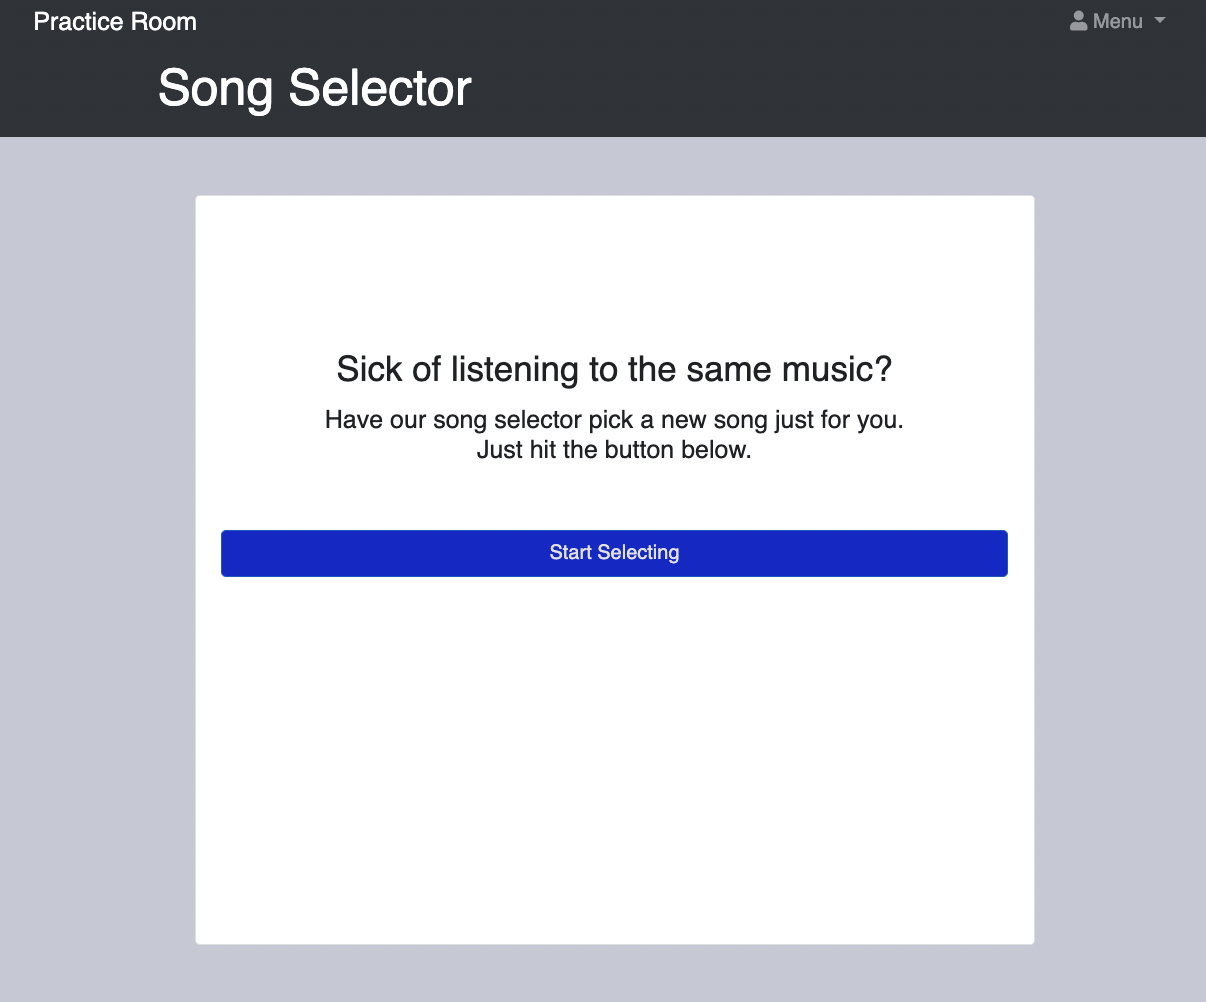 Practice Room
Menu
Song Selector
Sick of listening to the same music?
Have our song selector pick a new song just for you.
Just hit the button below.
Start Selecting